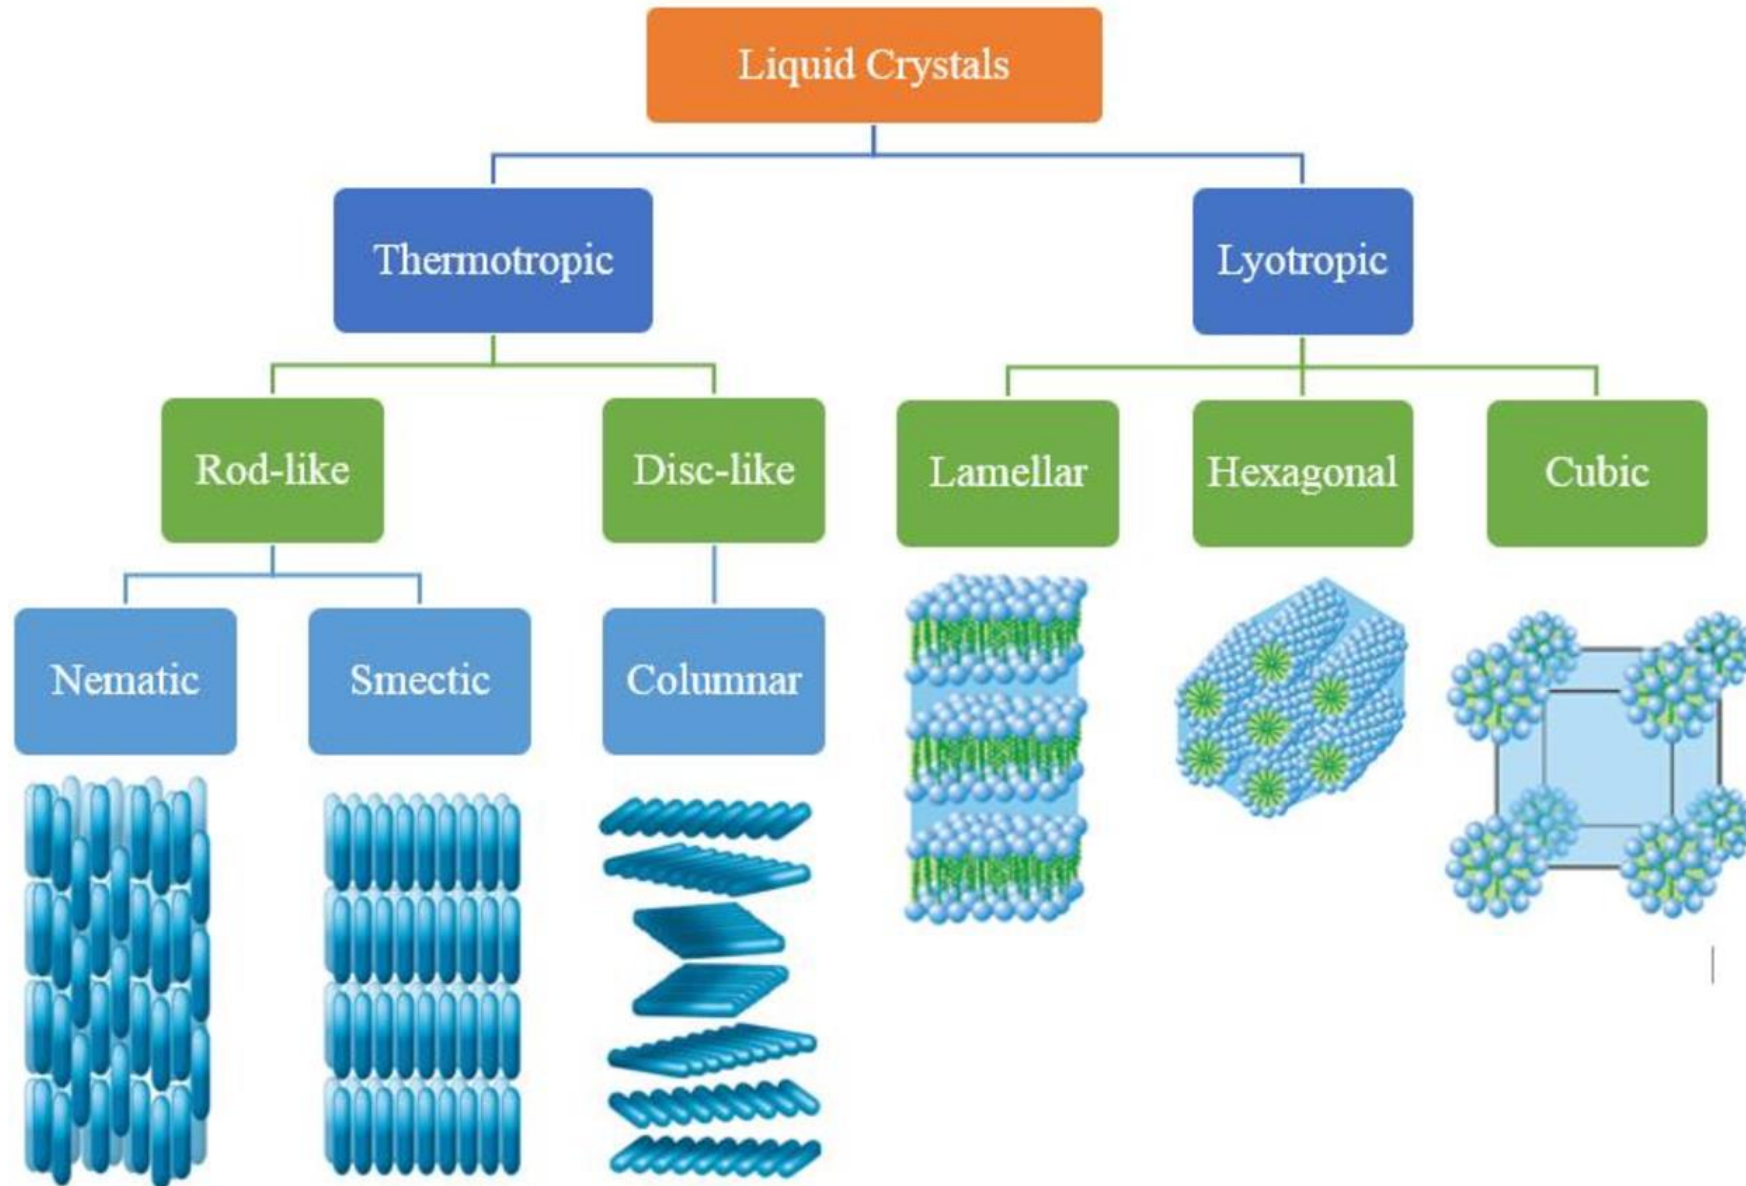 Liquid Crystals
Thermotropic
Lyotropic
Rod-like
Disc-like
Lamellar
Hexagonal
Cubic
Nematic
Smectic
Columnar